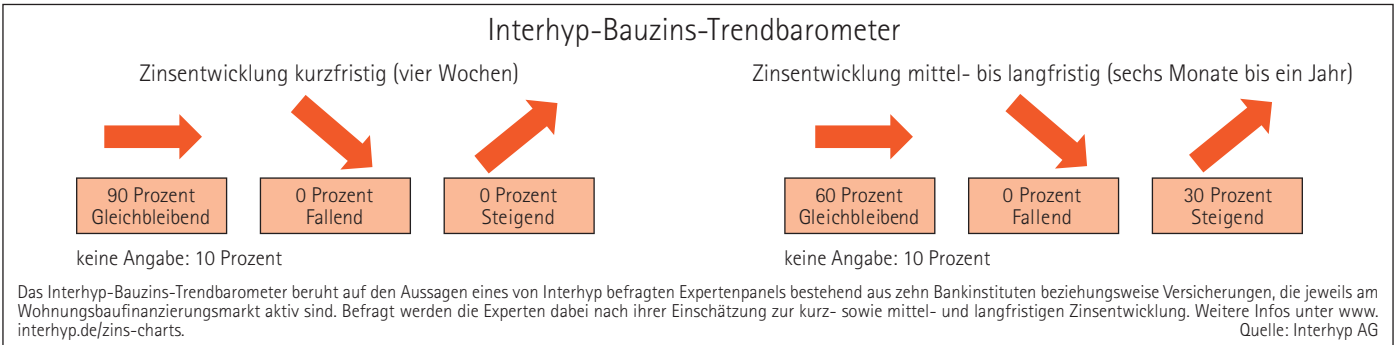 Interhyp-Bauzins-Trendbarometer
Zinsentwicklung kurzfristig (vier Wochen)
90 Prozent
Gleichbleibend
0 Prozent
Fallend
0 Prozent
Steigend
keine Angabe: 10 Prozent
Zinsentwicklung mittel- bis langfristig (sechs Monate bis ein Jahr)
60 Prozent
Gleichbleibend
0 Prozent
Fallend
30 Prozent
Steigend
keine Angabe: 10 Prozent
Das Interhyp-Bauzins-Trendbarometer beruht auf den Aussagen eines von Interhyp befragten Expertenpanels bestehend aus zehn Bankinstituten beziehungsweise Versicherungen, die jeweils am
Wohnungsbaufinanzierungsmarkt aktiv sind. Befragt werden die Experten dabei nach ihrer Einschätzung zur kurz- sowie mittel- und langfristigen Zinsentwicklung. Weitere Infos unter www.
interhyp.de/zins-charts.
Quelle: Interhyp AG